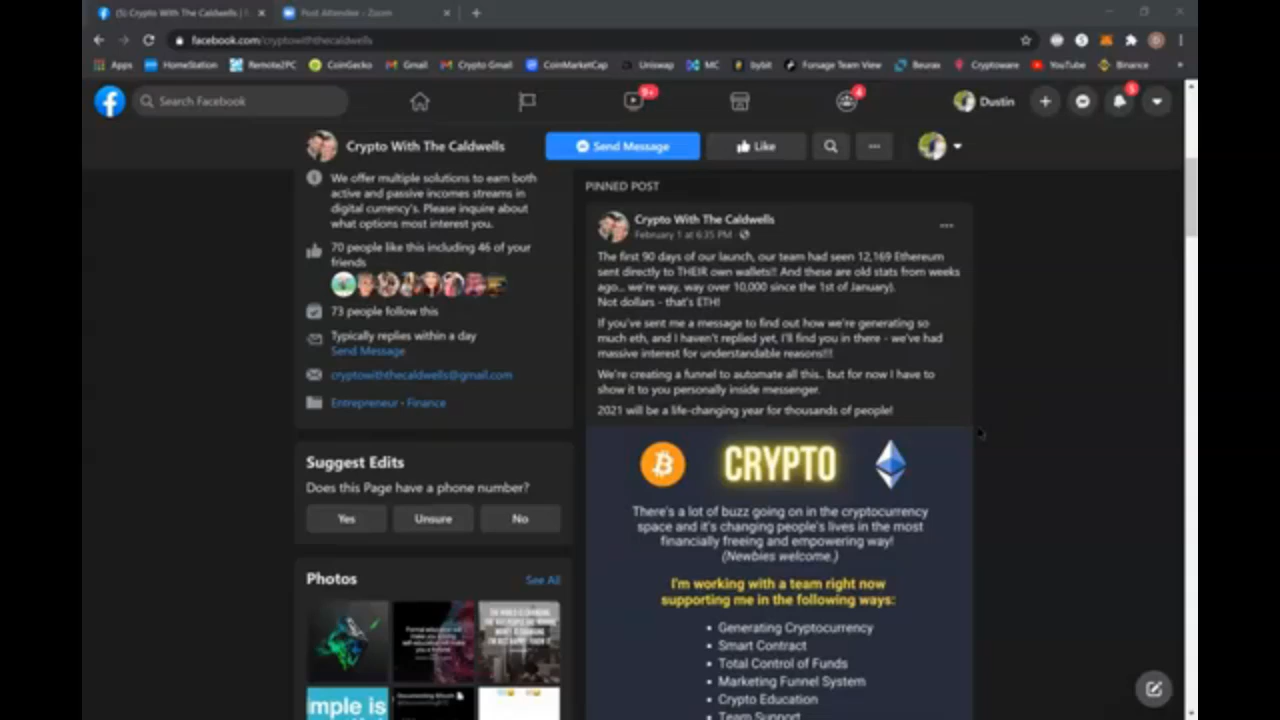 (5) Crypto With The Caldwells |
Post Attendee - Zoom
facebook.com/cryptowiththecaldwells
Apps
HomeStation
Remote2PC
CoinGecko
Gmail
Crypto Gmail
CoinMarketCap
Uniswap
MC
bybit
Forsage Team View
Beurax
Cryptoware
YouTube
Binance
Search Facebook
9+
4
Dustin
5
Crypto With The Caldwells
Send Message
Like
We offer multiple solutions to earn both
active and passive incomes streams in
digital currency's. Please inquire about
what options most interest you.
70 people like this including 46 of your
friends
73 people follow this
Typically replies within a day
Send Message
cryptowiththecaldwells@gmail.com
Entrepreneur · Finance
Suggest Edits
Does this Page have a phone number?
Yes
Unsure
No
Photos
See All
mple is
PINNED POST
Crypto With The Caldwells
February 1 at 6:35 PM ·
The first 90 days of our launch, our team had seen 12,169 Ethereum
sent directly to THEIR own wallets!! And these are old stats from weeks
ago... we're way, way over 10,000 since the 1st of January).
Not dollars - that's ETH!
If you've sent me a message to find out how we're generating so
much eth, and I haven't replied yet, I'll find you in there - we've had
massive interest for understandable reasons!!!
We're creating a funnel to automate all this.. but for now I have to
show it to you personally inside messenger.
2021 will be a life-changing year for thousands of people!
CRYPTO
There's a lot of buzz going on in the cryptocurrency
space and it's changing people's lives in the most
financially freeing and empowering way!
(Newbies welcome.)
I'm working with a team right now
supporting me in the following ways:
• Generating Cryptocurrency
• Smart Contract
• Total Control of Funds
• Marketing Funnel System
• Crypto Education
• Team Support